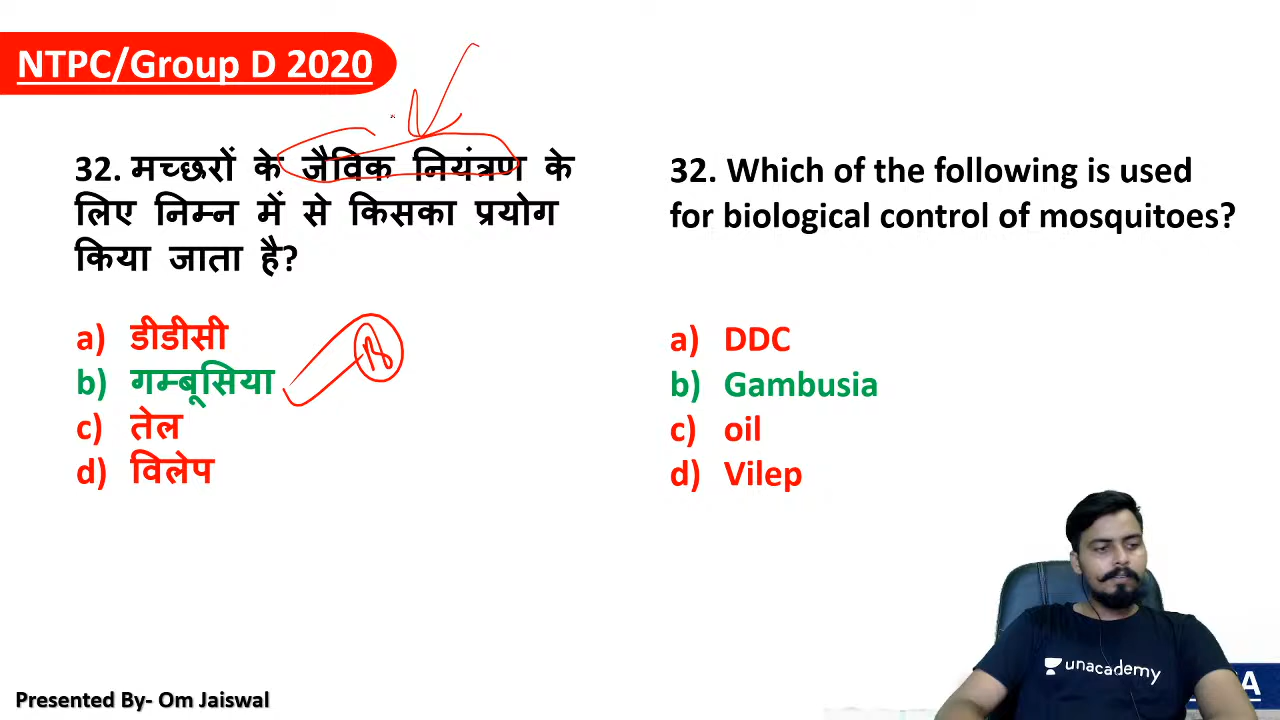 NTPC/Group D 2020
32. मच्छरों के जैविक नियंत्रण के
लिए निम्न में से किसका प्रयोग
किया जाता है?
a) डीडीसी
b) गम्बूसिया
c) तेल
d) विलेप
B
32. Which of the following is used
for biological control of mosquitoes?
a) DDC
b) Gambusia
c) oil
d) Vilep
unacademy
Presented By- Om Jaiswal